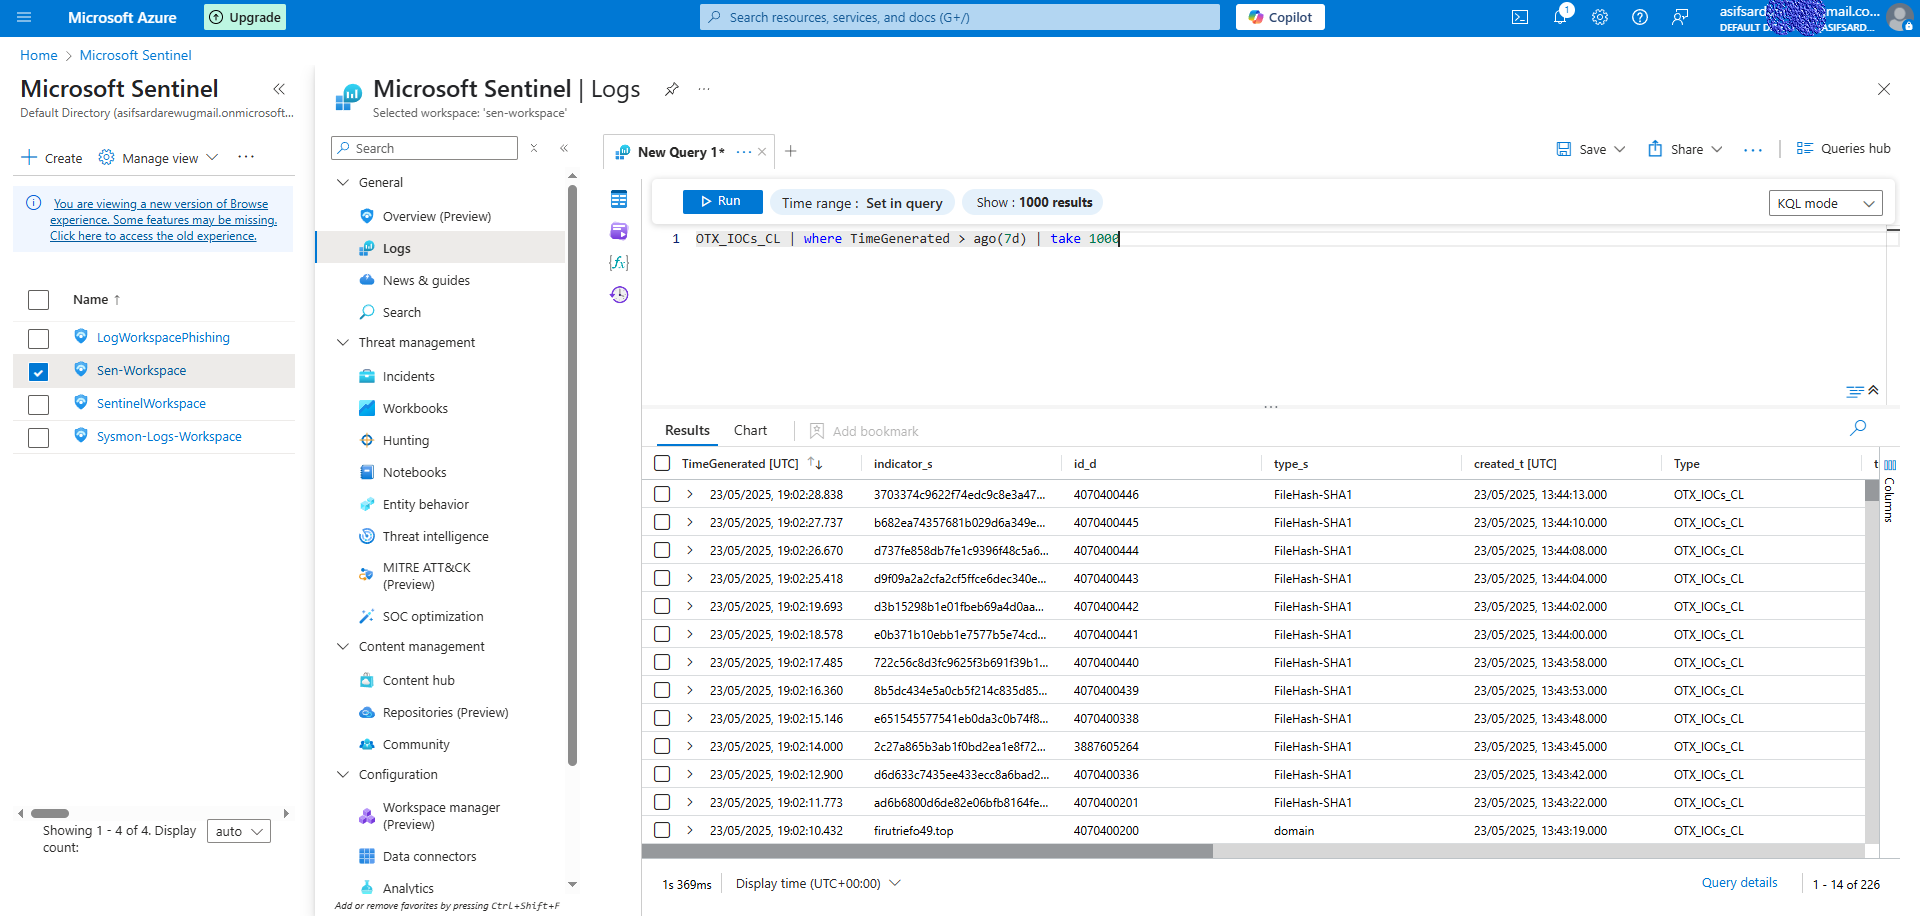 Microsoft Azure
Upgrade
Search resources, services, and docs (G+/)
Copilot
1
DEFAULT
Home > Microsoft Sentinel
Microsoft Sentinel
Default Directory (asifsardarewugmail.onmicrosoft...
Create
Manage view
You are viewing a new version of Browse
experience. Some features may be missing.
Click here to access the old experience.
Name ↑
LogWorkspacePhishing
Sen-Workspace
SentinelWorkspace
Sysmon-Logs-Workspace
Showing 1 - 4 of 4. Display
count:
auto
Microsoft Sentinel | Logs
Selected workspace: 'sen-workspace'
Search
General
Overview (Preview)
Logs
News & guides
Search
Threat management
Incidents
Workbooks
Hunting
Notebooks
Entity behavior
Threat intelligence
MITRE ATT&CK
(Preview)
SOC optimization
Content management
Content hub
Repositories (Preview)
Community
Configuration
Workspace manager
(Preview)
Data connectors
Analytics
Add or remove favorites by pressing Ctrl+Shift+F
New Query 1*
Save
Share
Queries hub
Run
Time range : Set in query
Show : 1000 results
KQL mode
1 OTX_IOCs_CL | where TimeGenerated > ago(7d) | take 1000
Results
Chart
Add bookmark
TimeGenerated [UTC] indicator_s id_d type_s created_t [UTC] Type t
23/05/2025, 19:02:28.838 3703374c9622f74edc9c8e3a47... 4070400446 FileHash-SHA1 23/05/2025, 13:44:13.000 OTX_IOCs_CL
23/05/2025, 19:02:27.737 b682ea74357681b029d6a349e... 4070400445 FileHash-SHA1 23/05/2025, 13:44:10.000 OTX_IOCs_CL
23/05/2025, 19:02:26.670 d737fe858db7fe1c9396f48c5a6... 4070400444 FileHash-SHA1 23/05/2025, 13:44:08.000 OTX_IOCs_CL
23/05/2025, 19:02:25.418 d9f09a2a2cfa2cf5ffce6dec340e... 4070400443 FileHash-SHA1 23/05/2025, 13:44:04.000 OTX_IOCs_CL
23/05/2025, 19:02:19.693 d3b15298b1e01fbeb69a4d0aa... 4070400442 FileHash-SHA1 23/05/2025, 13:44:02.000 OTX_IOCs_CL
23/05/2025, 19:02:18.578 e0b371b10ebb1e7577b5e74cd... 4070400441 FileHash-SHA1 23/05/2025, 13:44:00.000 OTX_IOCs_CL
23/05/2025, 19:02:17.485 722c56c8d3fc9625f3b691f39b1... 4070400440 FileHash-SHA1 23/05/2025, 13:43:58.000 OTX_IOCs_CL
23/05/2025, 19:02:16.360 8b5dc434e5a0cb5f214c835d85... 4070400439 FileHash-SHA1 23/05/2025, 13:43:53.000 OTX_IOCs_CL
23/05/2025, 19:02:15.146 e651545577541eb0da3c0b74f8... 4070400338 FileHash-SHA1 23/05/2025, 13:43:48.000 OTX_IOCs_CL
23/05/2025, 19:02:14.000 2c27a865b3ab1f0bd2ea1e8f72... 3887605264 FileHash-SHA1 23/05/2025, 13:43:45.000 OTX_IOCs_CL
23/05/2025, 19:02:12.900 d6d633c7435ee433ecc8a6bad2... 4070400336 FileHash-SHA1 23/05/2025, 13:43:42.000 OTX_IOCs_CL
23/05/2025, 19:02:11.773 ad6b6800d6de82e06bfb8164fe... 4070400201 FileHash-SHA1 23/05/2025, 13:43:22.000 OTX_IOCs_CL
23/05/2025, 19:02:10.432 firutriefo49.top 4070400200 domain 23/05/2025, 13:43:19.000 OTX_IOCs_CL
Columns
1s 369ms
Display time (UTC+00:00)
Query details
1 - 14 of 226